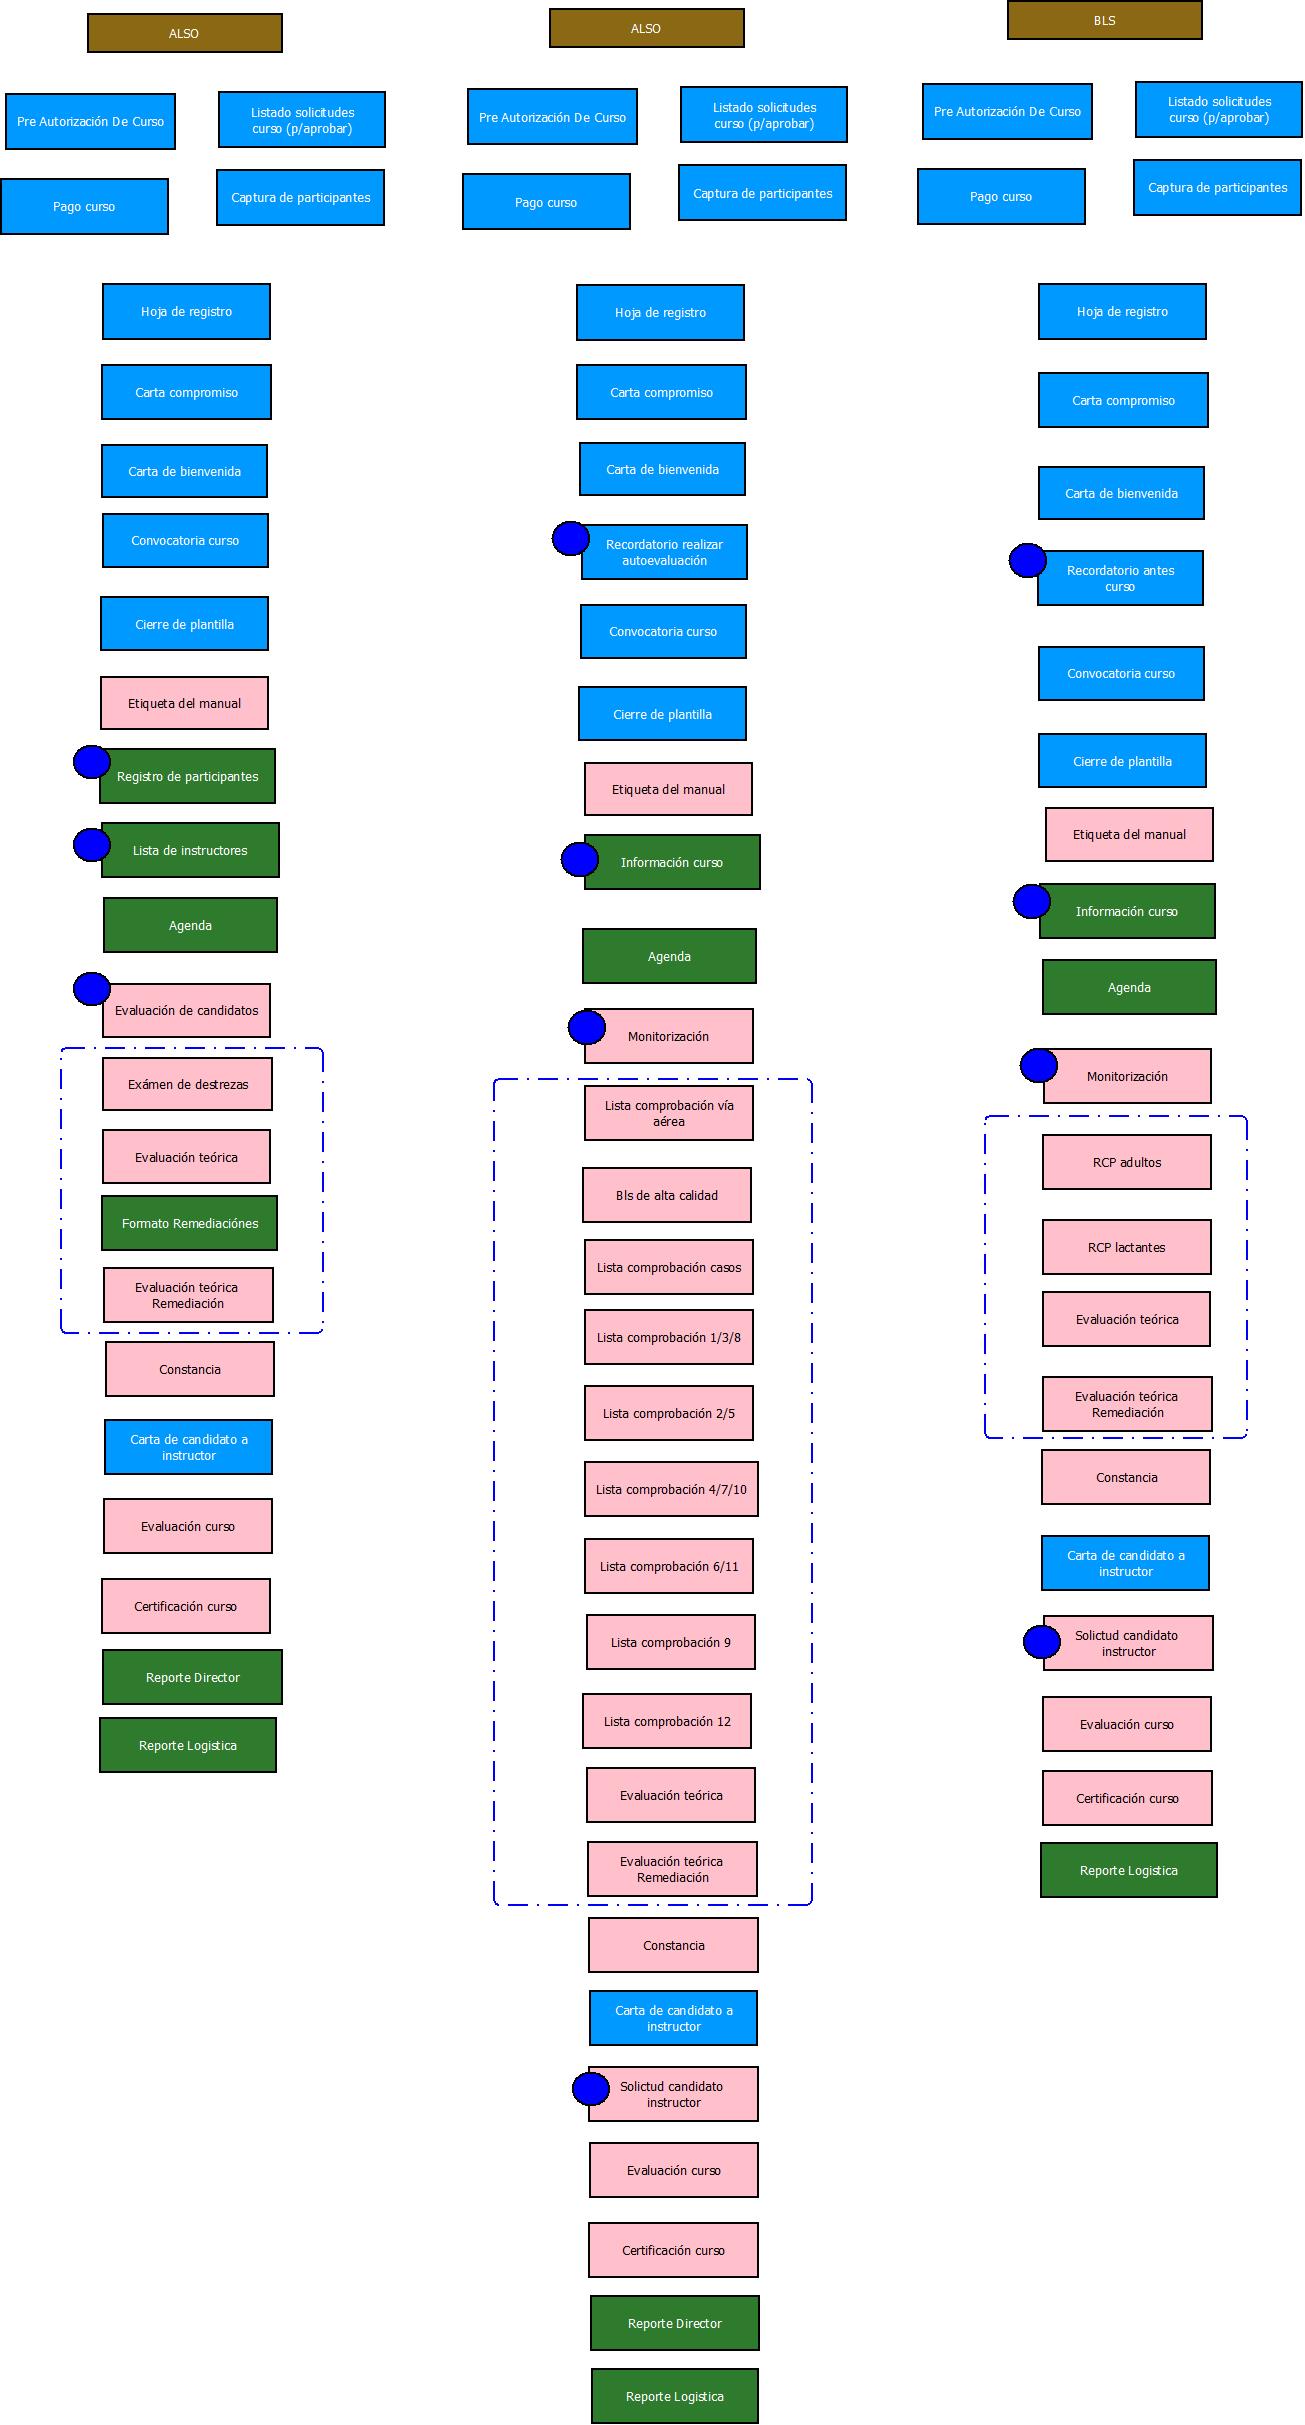 ALSO
Pre Autorización De Curso
Listado solicitudes
curso (p/aprobar)
Pago curso
Captura de participantes
Hoja de registro
Carta compromiso
Carta de bienvenida
Convocatoria curso
Cierre de plantilla
Etiqueta del manual
Registro de participantes
Lista de instructores
Agenda
Evaluación de candidatos
Exámen de destrezas
Evaluación teórica
Formato Remediaciónes
Evaluación teórica
Remediación
Constancia
Carta de candidato a
instructor
Evaluación curso
Certificación curso
Reporte Director
Reporte Logistica
ALSO
Pre Autorización De Curso
Listado solicitudes
curso (p/aprobar)
Pago curso
Captura de participantes
Hoja de registro
Carta compromiso
Carta de bienvenida
Recordatorio realizar
autoevaluación
Convocatoria curso
Cierre de plantilla
Etiqueta del manual
Información curso
Agenda
Monitorización
Lista comprobación vía
aérea
Bls de alta calidad
Lista comprobación casos
Lista comprobación 1/3/8
Lista comprobación 2/5
Lista comprobación 4/7/10
Lista comprobación 6/11
Lista comprobación 9
Lista comprobación 12
Evaluación teórica
Evaluación teórica
Remediación
Constancia
Carta de candidato a
instructor
Solictud candidato
instructor
Evaluación curso
Certificación curso
Reporte Director
Reporte Logistica
BLS
Pre Autorización De Curso
Listado solicitudes
curso (p/aprobar)
Pago curso
Captura de participantes
Hoja de registro
Carta compromiso
Carta de bienvenida
Recordatorio antes
curso
Convocatoria curso
Cierre de plantilla
Etiqueta del manual
Información curso
Agenda
Monitorización
RCP adultos
RCP lactantes
Evaluación teórica
Evaluación teórica
Remediación
Constancia
Carta de candidato a
instructor
Solictud candidato
instructor
Evaluación curso
Certificación curso
Reporte Logistica